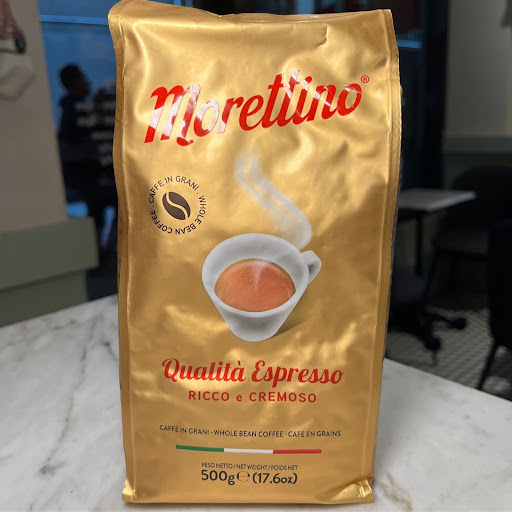 Morettino®
CAFFÈ IN GRANI · WHOLE BEAN COFFEE ·
Qualità Espresso
RICCO e CREMOSO
CAFFÈ IN GRANI · WHOLE BEAN COFFEE · CAFÉ EN GRAINS
PESO NETTO / NET WEIGHT / POIDS NET
500g℮(17.6oz)